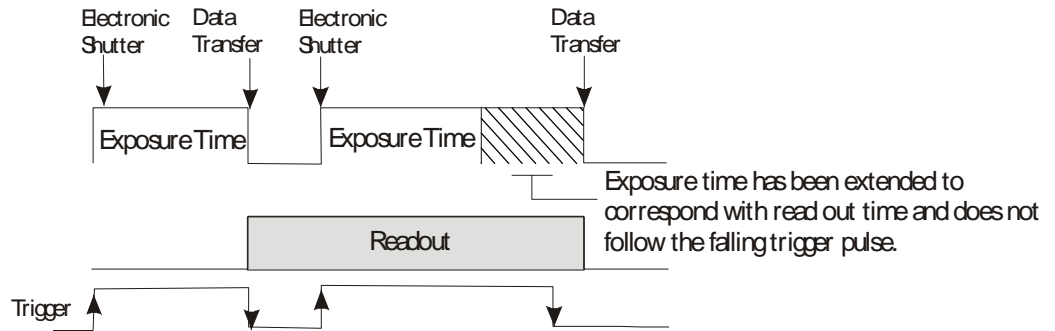 Electronic Shutter
Data Transfer
Electronic Shutter
Data Transfer
Exposure Time
Exposure Time
Exposure time has been extended to
correspond with read out time and does not
follow the falling trigger pulse.
Readout
Trigger